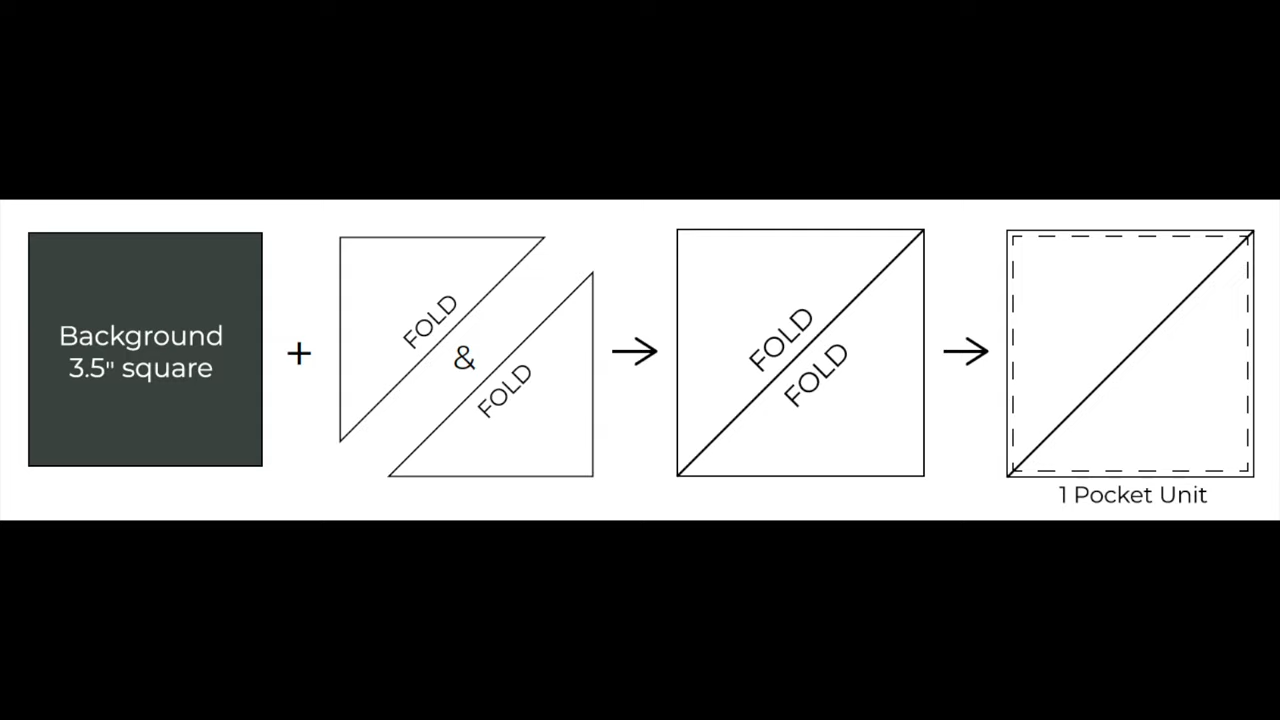 Background
3.5" square
+
FOLD
&
FOLD
FOLD
FOLD
1 Pocket Unit